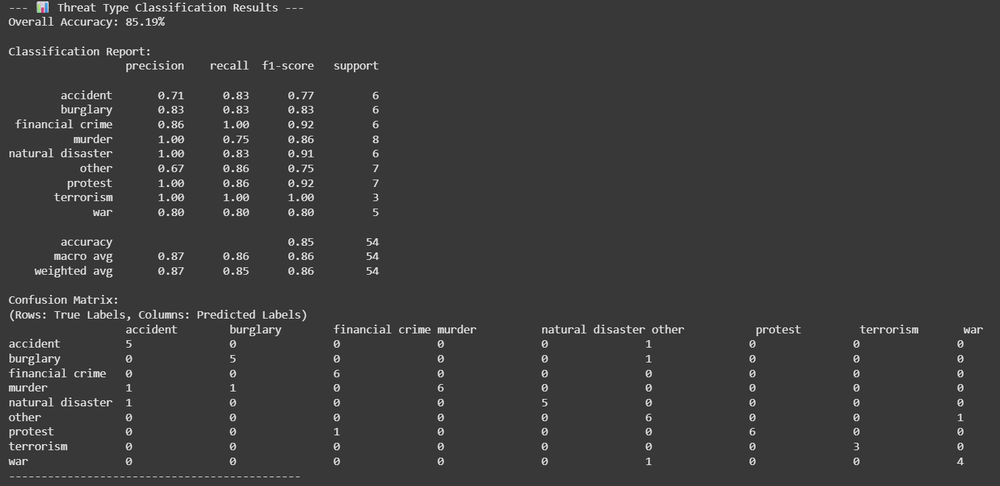 --- 📊 Threat Type Classification Results ---
Overall Accuracy: 85.19%
Classification Report:
precision recall f1-score support
accident 0.71 0.83 0.77 6
burglary 0.83 0.83 0.83 6
financial crime 0.86 1.00 0.92 6
murder 1.00 0.75 0.86 8
natural disaster 1.00 0.83 0.91 6
other 0.67 0.86 0.75 7
protest 1.00 0.86 0.92 7
terrorism 1.00 1.00 1.00 3
war 0.80 0.80 0.80 5
accuracy 0.85 54
macro avg 0.87 0.86 0.86 54
weighted avg 0.87 0.85 0.86 54
Confusion Matrix:
(Rows: True Labels, Columns: Predicted Labels)
accident burglary financial crime murder natural disaster other protest terrorism war
accident 5 0 0 0 0 1 0 0 0
burglary 0 5 0 0 0 1 0 0 0
financial crime 0 0 6 0 0 0 0 0 0
murder 1 1 0 6 0 0 0 0 0
natural disaster 1 0 0 0 5 0 0 0 0
other 0 0 0 0 0 6 0 0 1
protest 0 0 1 0 0 0 6 0 0
terrorism 0 0 0 0 0 0 0 3 0
war 0 0 0 0 0 1 0 0 4
---------------------------------------------